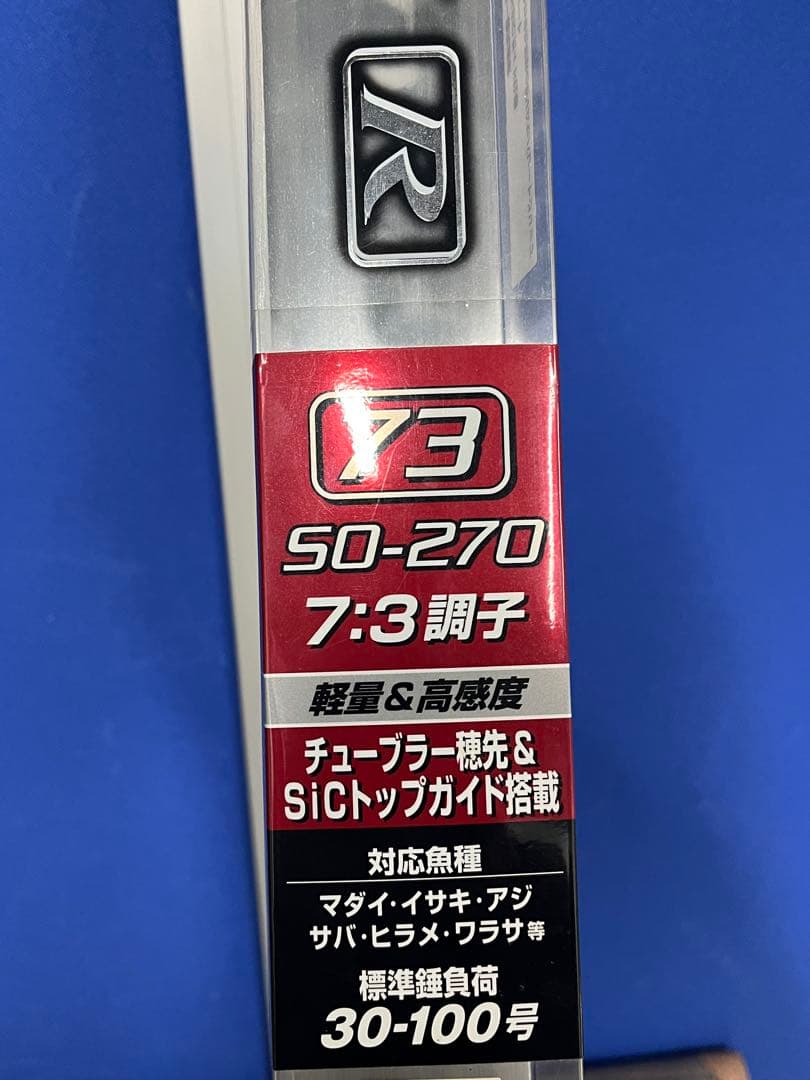 R
73
SO-270
7:3調子
軽量&高感度
チューブラー穂先&
SiCトップガイド搭載
対応魚種
マダイ・イサキ・アジ
サバ・ヒラメ・ワラサ等
標準錘負荷
30-100号